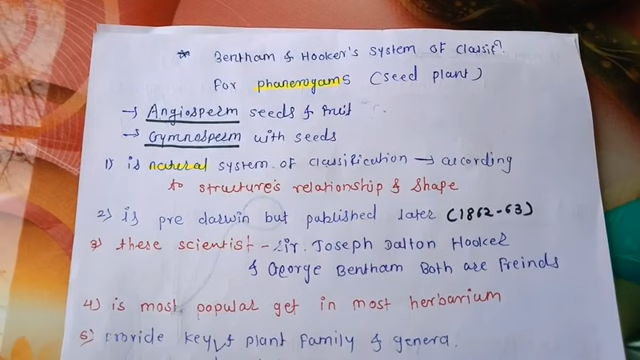 * Bentham & Hooker's system of classif?
For phanerogams (seed plant)
→ Angiosperm seeds & fruit
→ Gymnosperm with seeds
1) is natural system of classification → according
to structure's relationship & shape
2) is pre darwin but published later (1862-63)
3) these scientist - Sir. Joseph Dalton Hooker
& George Bentham Both are Freinds
4) is most popular get in most herbarium
5) provide key plant family & genera.